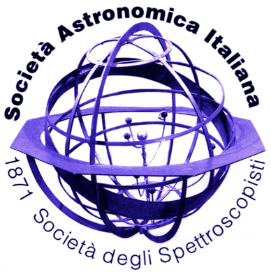 Società Astronomica Italiana
1871 Società degli Spettroscopisti